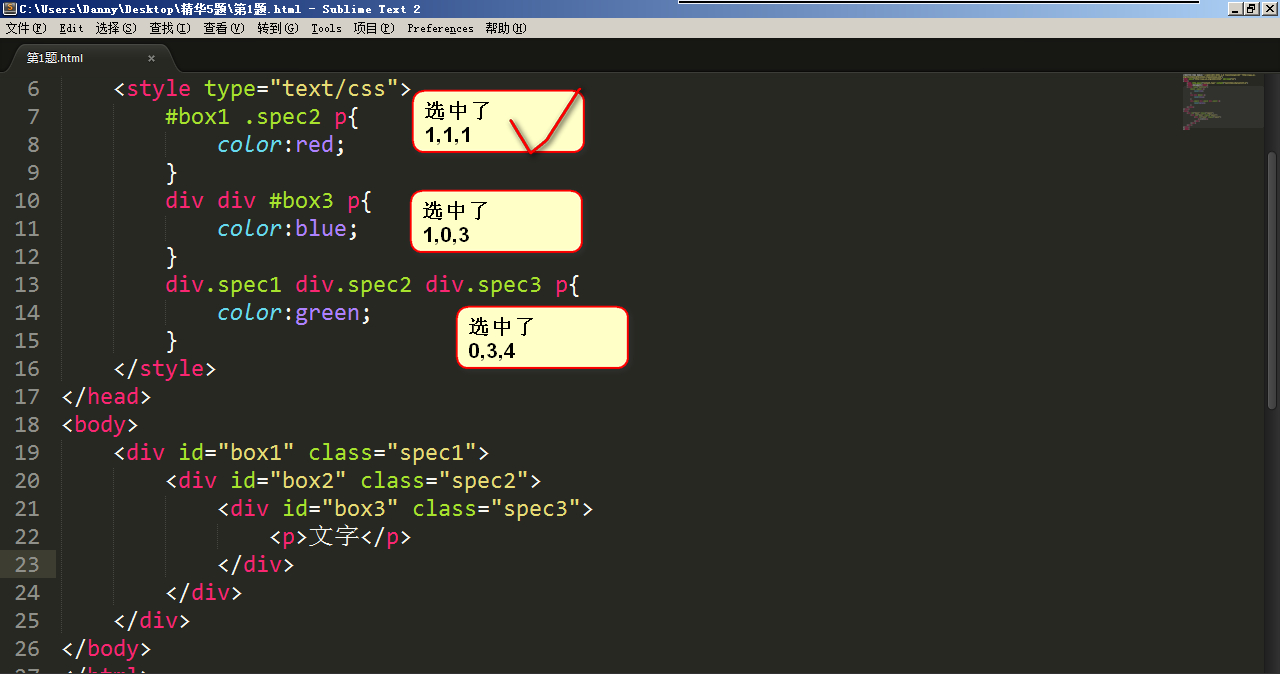 C:\Users\Danny\Desktop\精华5题\第1题.html - Sublime Text 2
文件(F) Edit 选择(S) 查找(I) 查看(V) 转到(G) Tools 项目(P) Preferences 帮助(H)
第1题.html ×
6 <style type="text/css">
7 #box1 .spec2 p{
选中了
1,1,1
8 color:red;
9 }
10 div div #box3 p{
选中了
1,0,3
11 color:blue;
12 }
13 div.spec1 div.spec2 div.spec3 p{
14 color:green;
选中了
0,3,4
15 }
16 </style>
17 </head>
18 <body>
19 <div id="box1" class="spec1">
20 <div id="box2" class="spec2">
21 <div id="box3" class="spec3">
22 <p>文字</p>
23 </div>
24 </div>
25 </div>
26 </body>
27 </html>